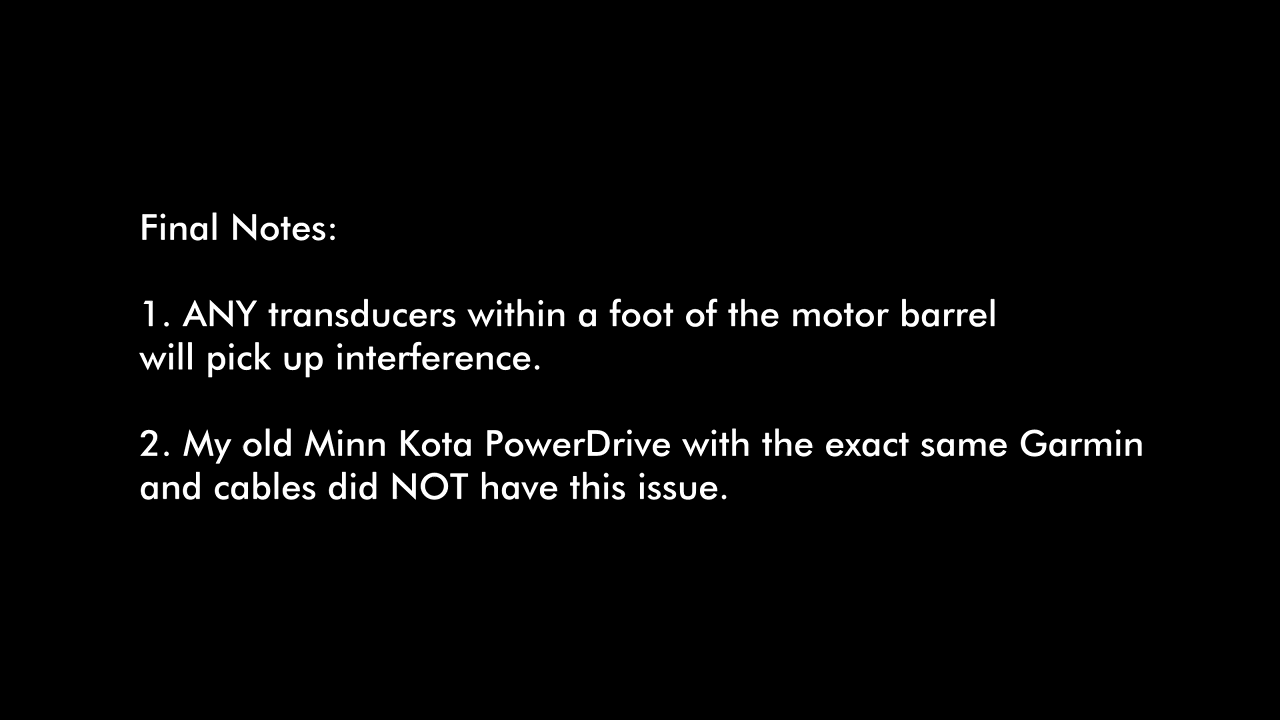 Final Notes:
1. ANY transducers within a foot of the motor barrel
will pick up interference.
2. My old Minn Kota PowerDrive with the exact same Garmin
and cables did NOT have this issue.